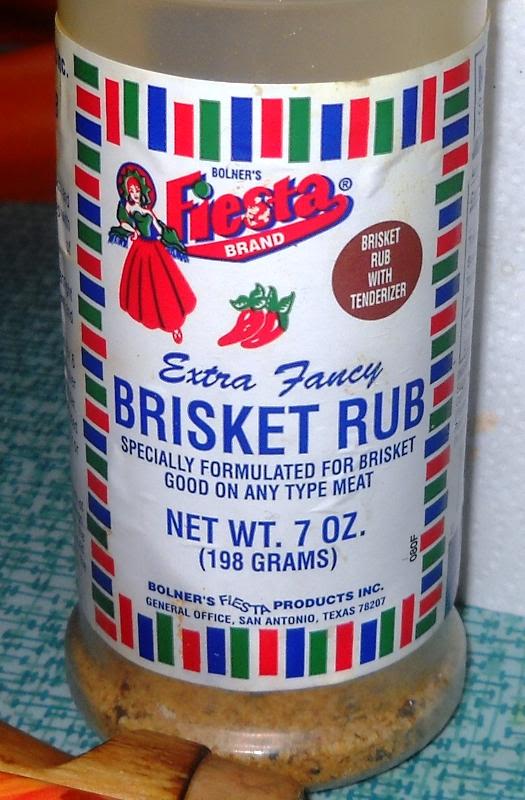 BOLNER'S
Fiesta®
BRAND
BRISKET
RUB
WITH
TENDERIZER
Extra Fancy
BRISKET RUB
SPECIALLY FORMULATED FOR BRISKET
GOOD ON ANY TYPE MEAT
NET WT. 7 OZ.
(198 GRAMS)
080F
BOLNER'S FIESTA PRODUCTS INC.
GENERAL OFFICE, SAN ANTONIO, TEXAS 78207